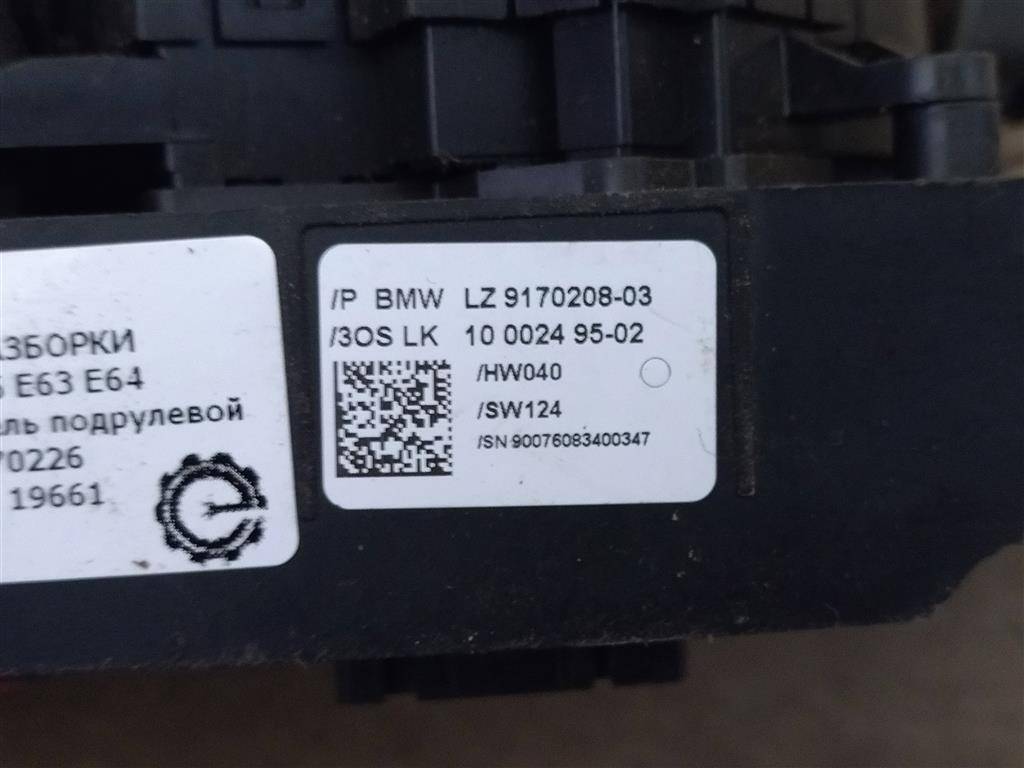 АЗБОРКИ
E63 E64
ль подрулевой
70226
19661
/P BMW LZ 9170208-03
/3OS LK 10 0024 95-02
/HW040
/SW124
/SN 90076083400347